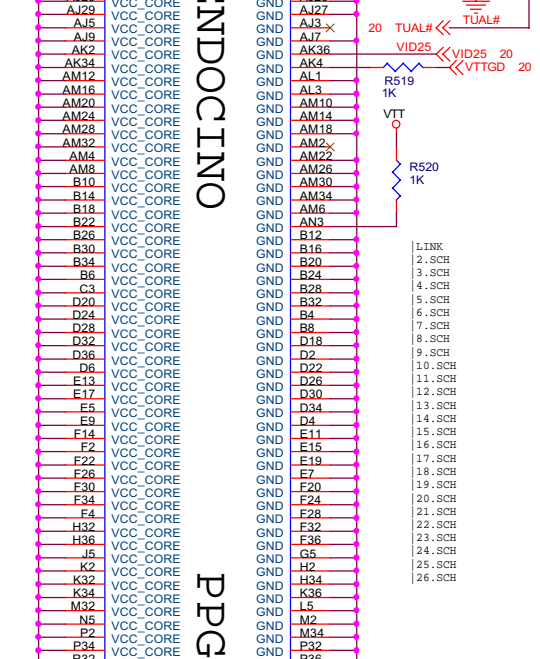 VCC_CORE GND
AJ29 VCC_CORE GND AJ27
AJ5 VCC_CORE GND AJ3 20 TUAL# TUAL#
AJ9 VCC_CORE GND AJ7
AK2 VCC_CORE GND AK36 VID25 VID25 20
AK34 VCC_CORE GND AK4 VTTGD 20
R519
1K
AM12 VCC_CORE GND AL1
AM16 VCC_CORE GND AL3
AM20 VCC_CORE GND AM10
AM24 VCC_CORE GND AM14
VTT
AM28 VCC_CORE GND AM18
AM32 VCC_CORE GND AM2
AM4 VCC_CORE GND AM22
AM8 VCC_CORE GND AM26
R520
1K
B10 VCC_CORE GND AM30
B14 VCC_CORE GND AM34
B18 VCC_CORE GND AM6
B22 VCC_CORE GND AN3
B26 VCC_CORE GND B12
B30 VCC_CORE GND B16
B34 VCC_CORE GND B20
B6 VCC_CORE GND B24
C3 VCC_CORE GND B28
D20 VCC_CORE GND B32
D24 VCC_CORE GND B4
D28 VCC_CORE GND B8
D32 VCC_CORE GND D18
D36 VCC_CORE GND D2
D6 VCC_CORE GND D22
E13 VCC_CORE GND D26
E17 VCC_CORE GND D30
E5 VCC_CORE GND D34
E9 VCC_CORE GND D4
F14 VCC_CORE GND E11
F2 VCC_CORE GND E15
F22 VCC_CORE GND E19
F26 VCC_CORE GND E7
F30 VCC_CORE GND F20
F34 VCC_CORE GND F24
F4 VCC_CORE GND F28
H32 VCC_CORE GND F32
H36 VCC_CORE GND F36
J5 VCC_CORE GND G5
K2 VCC_CORE GND H2
K32 VCC_CORE GND H34
K34 VCC_CORE GND K36
M32 VCC_CORE GND L5
N5 VCC_CORE GND M2
P2 VCC_CORE GND M34
P34 VCC_CORE GND P32
ENDOCINO
PPG
|LINK
|2.SCH
|3.SCH
|4.SCH
|5.SCH
|6.SCH
|7.SCH
|8.SCH
|9.SCH
|10.SCH
|11.SCH
|12.SCH
|13.SCH
|14.SCH
|15.SCH
|16.SCH
|17.SCH
|18.SCH
|19.SCH
|20.SCH
|21.SCH
|22.SCH
|23.SCH
|24.SCH
|25.SCH
|26.SCH